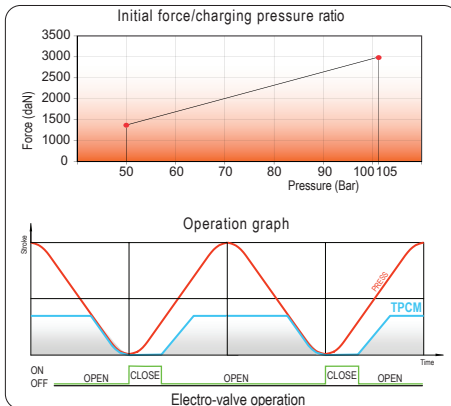 Initial force/charging pressure ratio
Force (daN)
3500
3000
2500
2000
1500
1000
0
50 60 70 80 90 100 105
Pressure (Bar)
Operation graph
Stroke
PRESS
TPCM
Time
ON
OFF
OPEN CLOSE OPEN CLOSE OPEN
Electro-valve operation